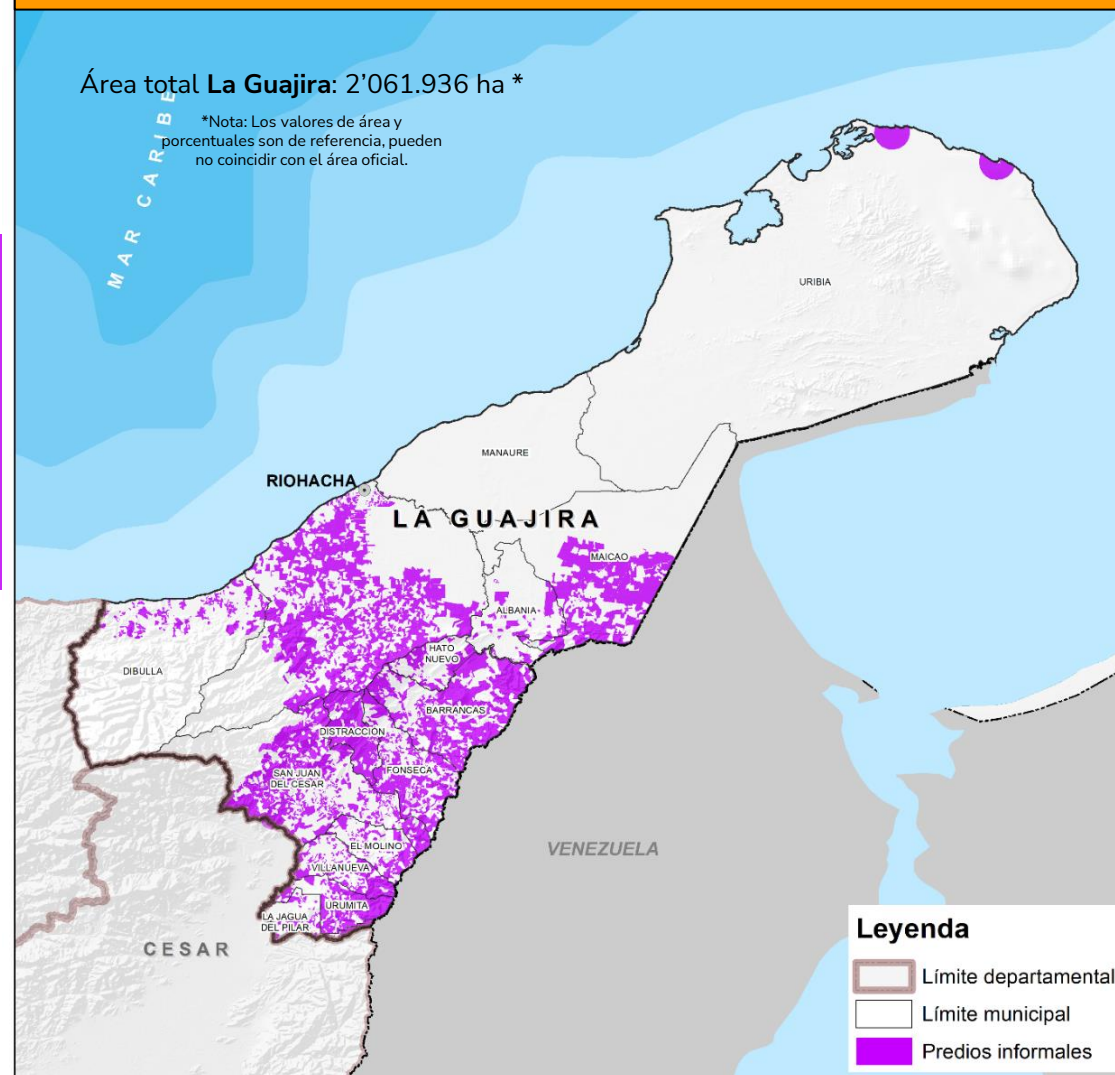 Área total La Guajira: 2’061.936 ha *
*Nota: Los valores de área y
porcentuales son de referencia, pueden
no coincidir con el área oficial.
MAR CARIBE
URIBIA
MANAURE
RIOHACHA
LA GUAJIRA
MAICAO
ALBANIA
HATO
NUEVO
DIBULLA
BARRANCAS
DISTRACCION
FONSECA
SAN JUAN
DEL CESAR
EL MOLINO
VENEZUELA
VILLANUEVA
URUMITA
LA JAGUA
DEL PILAR
CESAR
Leyenda
Límite departamental
Límite municipal
Predios informales